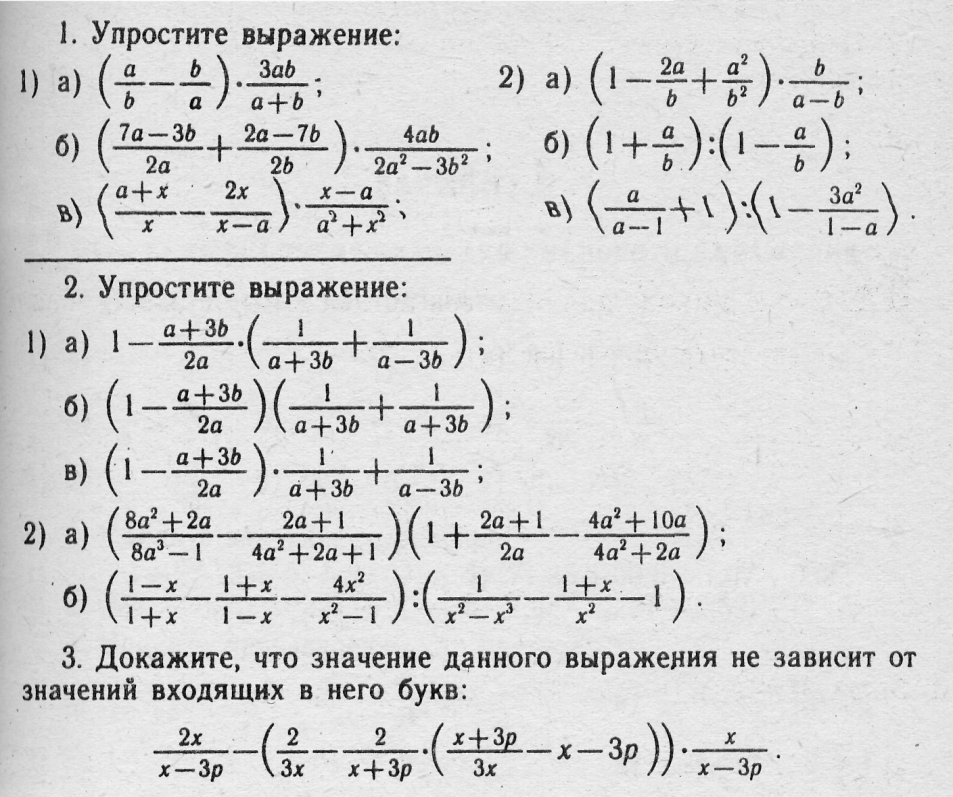 1. Упростите выражение:
1) а) (a/b − b/a) · 3ab/(a+b);
2) а) (1 − 2a/b + a²/b²) · b/(a−b);
б) ((7a−3b)/2a + (2a−7b)/2b) · 4ab/(2a²−3b²);
б) (1 + a/b):(1 − a/b);
в) ((a+x)/x − 2x/(x−a)) · (x−a)/(a²+x²);
в) (a/(a−1) + 1):(1 − 3a²/(1−a)).
2. Упростите выражение:
1) а) 1 − (a+3b)/2a · (1/(a+3b) + 1/(a−3b));
б) (1 − (a+3b)/2a)(1/(a+3b) + 1/(a+3b));
в) (1 − (a+3b)/2a) · 1/(a+3b) + 1/(a−3b);
2) а) ((8a²+2a)/(8a³−1) − (2a+1)/(4a²+2a+1))(1 + (2a+1)/2a − (4a²+10a)/(4a²+2a));
б) ((1−x)/(1+x) − (1+x)/(1−x) − 4x²/(x²−1)):(1/(x²−x³) − (1+x)/x² − 1).
3. Докажите, что значение данного выражения не зависит от
значений входящих в него букв:
2x/(x−3p) − (2/3x − 2/(x+3p) · ((x+3p)/3x − x − 3p)) · x/(x−3p).